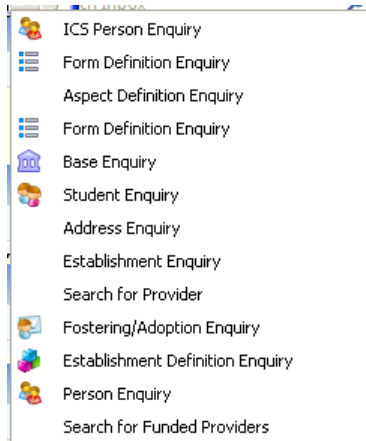 ICS Person Enquiry
Form Definition Enquiry
Aspect Definition Enquiry
Form Definition Enquiry
Base Enquiry
Student Enquiry
Address Enquiry
Establishment Enquiry
Search for Provider
Fostering/Adoption Enquiry
Establishment Definition Enquiry
Person Enquiry
Search for Funded Providers